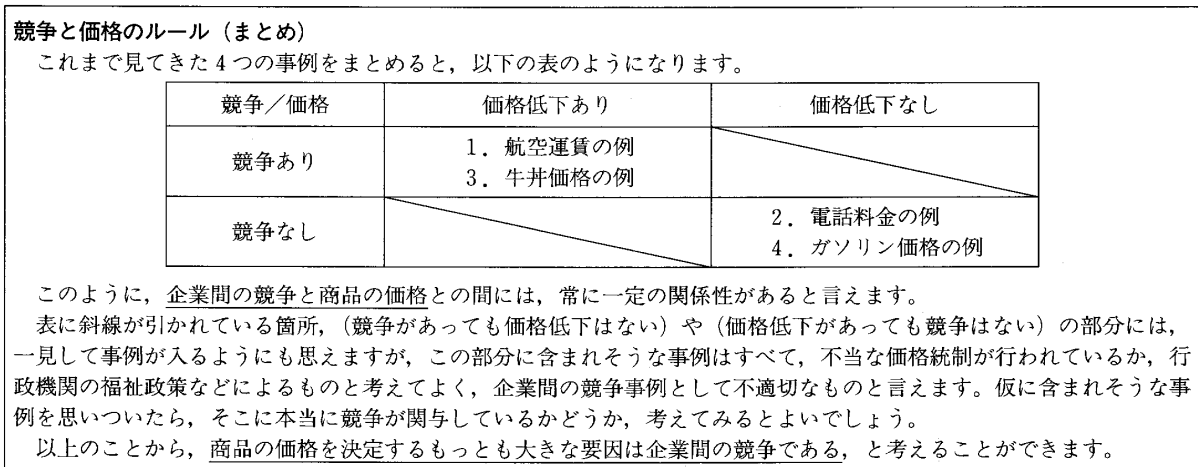 競争と価格のルール（まとめ）
これまで見てきた4つの事例をまとめると，以下の表のようになります。
競争／価格 価格低下あり 価格低下なし
競争あり 1．航空運賃の例
3．牛丼価格の例
競争なし 2．電話料金の例
4．ガソリン価格の例
このように，企業間の競争と商品の価格との間には，常に一定の関係性があると言えます。
表に斜線が引かれている箇所，（競争があっても価格低下はない）や（価格低下があっても競争はない）の部分には，
一見して事例が入るようにも思えますが，この部分に含まれそうな事例はすべて，不当な価格統制が行われているか，行
政機関の福祉政策などによるものと考えてよく，企業間の競争事例として不適切なものと言えます。仮に含まれそうな事
例を思いついたら，そこに本当に競争が関与しているかどうか，考えてみるとよいでしょう。
以上のことから，商品の価格を決定するもっとも大きな要因は企業間の競争である，と考えることができます。